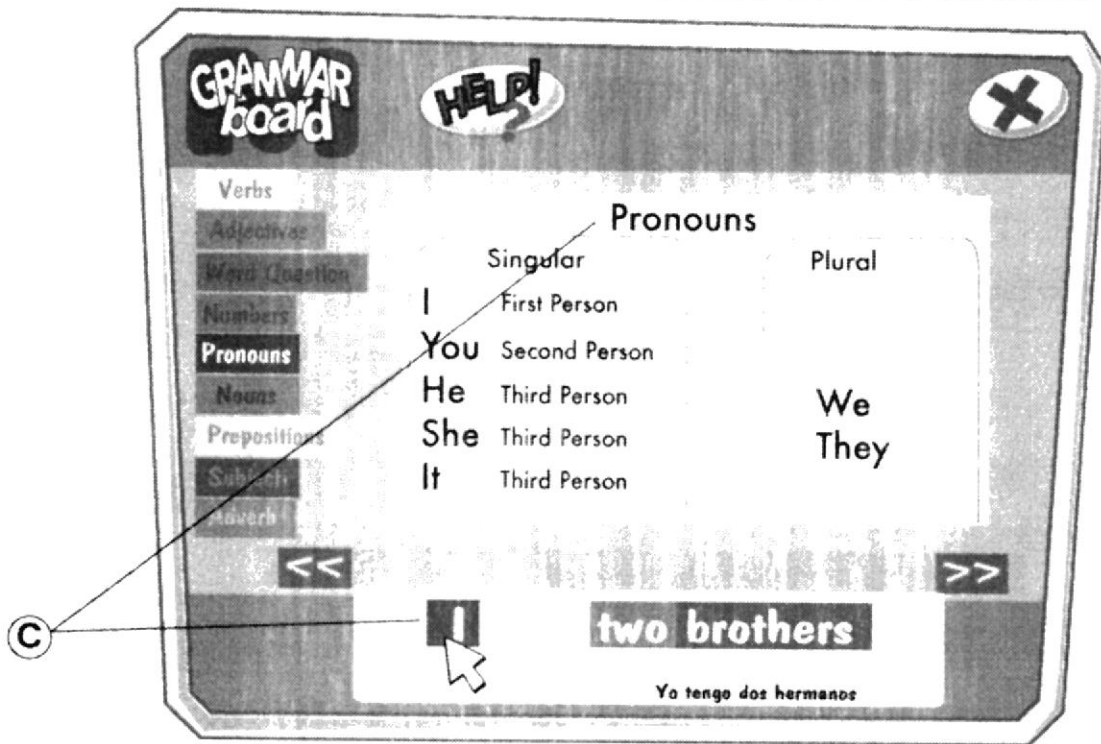 GRAMMAR
board
HELP!
?
X
Verbs
Adjectives
Word Question
Numbers
Pronouns
Nouns
Prepositions
Subject
Adverb
Pronouns
Singular
Plural
I First Person
You Second Person
He Third Person
She Third Person
It Third Person
We
They
<<
>>
C
I two brothers
Yo tengo dos hermanos